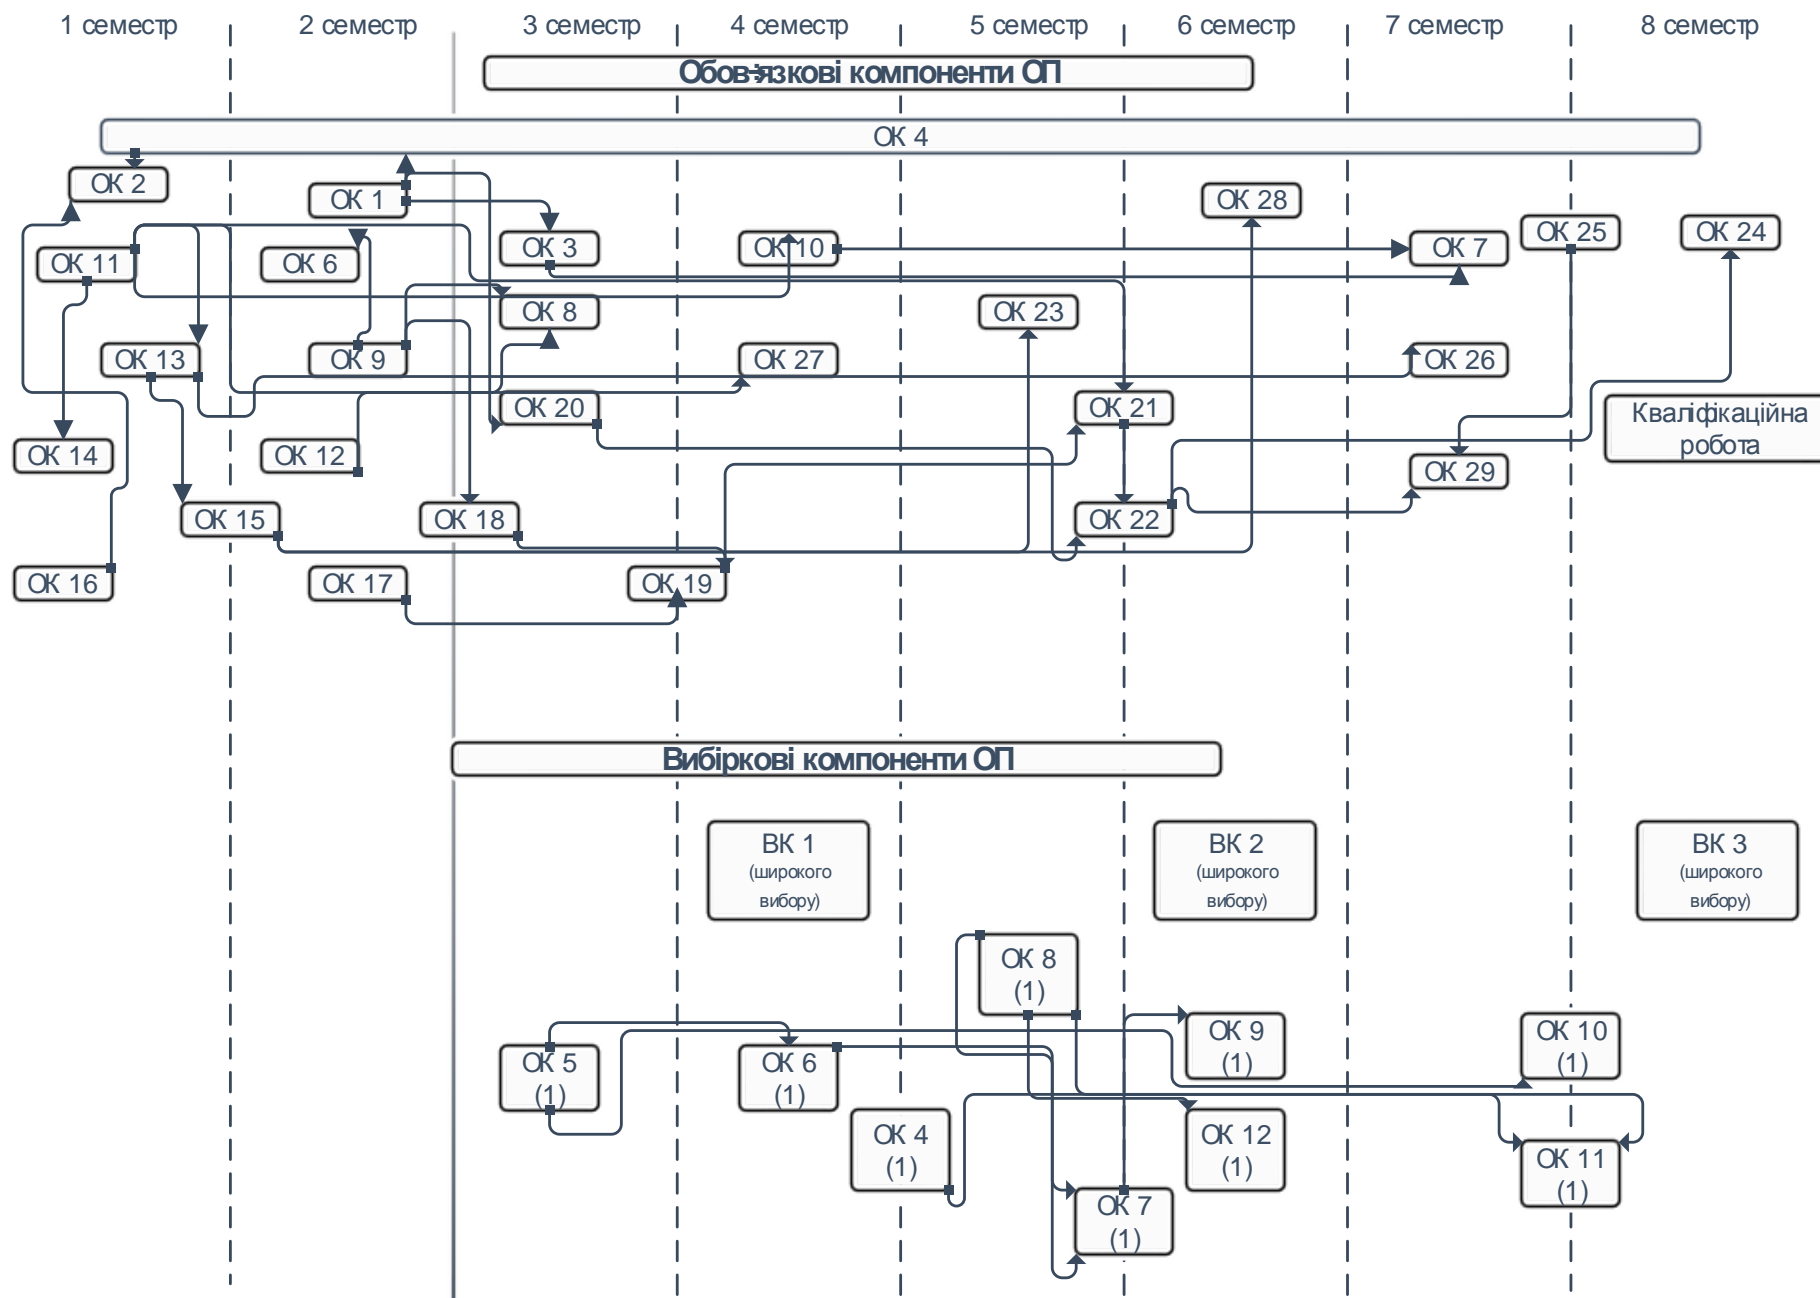 1 семестр
2 семестр
3 семестр
4 семестр
5 семестр
6 семестр
7 семестр
8 семестр
Обов=язкові компоненти ОП
ОК 4
ОК 2
ОК 1
ОК 28
ОК 11
ОК 6
ОК 3
ОК 10
ОК 7
ОК 25
ОК 24
ОК 8
ОК 23
ОК 13
ОК 9
ОК 27
ОК 26
ОК 20
ОК 21
Кваліфікаційна
робота
ОК 14
ОК 12
ОК 29
ОК 15
ОК 18
ОК 22
ОК 16
ОК 17
ОК 19
Вибіркові компоненти ОП
ВК 1
(широкого
вибору)
ВК 2
(широкого
вибору)
ВК 3
(широкого
вибору)
ОК 8
(1)
ОК 5
(1)
ОК 6
(1)
ОК 9
(1)
ОК 10
(1)
ОК 4
(1)
ОК 12
(1)
ОК 11
(1)
ОК 7
(1)